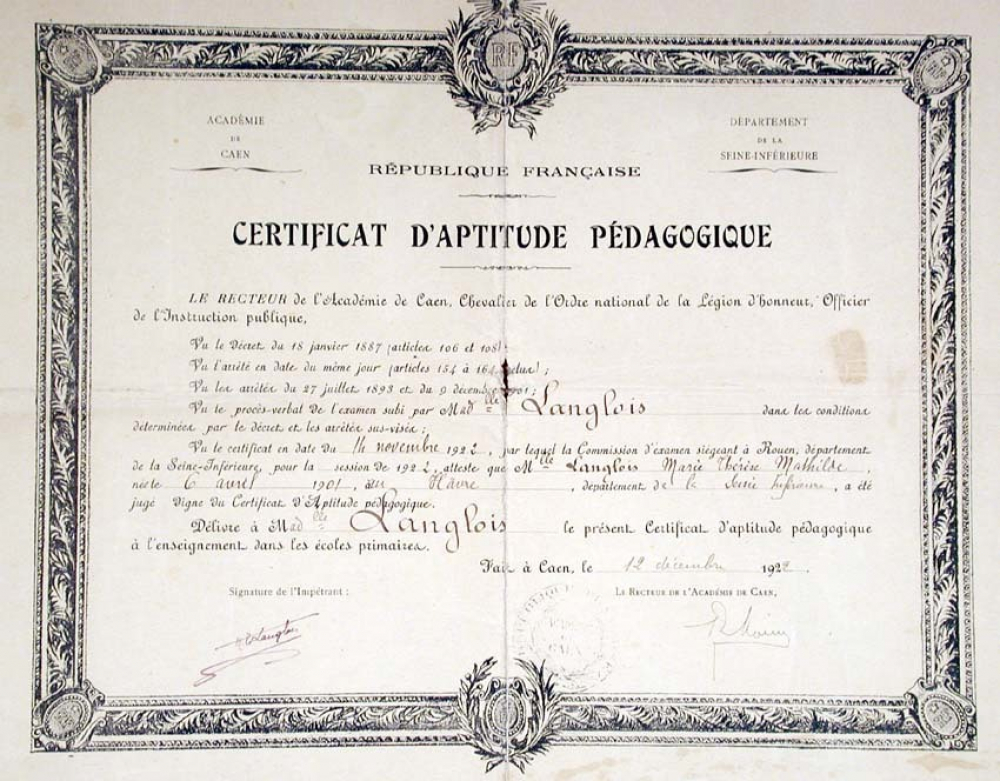 RF
ACADÉMIE
DE
CAEN
DÉPARTEMENT
DE LA
SEINE-INFÉRIEURE
RÉPUBLIQUE FRANÇAISE
CERTIFICAT D'APTITUDE PÉDAGOGIQUE
LE RECTEUR de l'Académie de Caen, Chevalier de l'Ordre national de la Légion d'honneur, Officier
de l'Instruction publique,
Vu le Décret du 18 janvier 1887 (articles 106 et 108);
Vu l'arrêté en date du même jour (articles 154 à 164 );
Vu les arrêtés du 27 juillet 1893 et du 9 décembre ;
Vu le procès-verbal de l'examen subi par Madelle Langlois dans les conditions
déterminées par le décret et les arrêtés sus-visés;
Vu le certificat en date du 14 novembre 1922, par lequel la Commission d'examen siégeant à Rouen, département
de la Seine-Inférieure, pour la session de 1922, atteste que Melle Langlois Marie Thérèse Mathilde,
née le 6 avril 1901, au Hâvre, département de la Seine Inférieure, a été
jugé digne du Certificat d'Aptitude pédagogique.
Délivre à Madelle Langlois le présent Certificat d'aptitude pédagogique
à l'enseignement dans les écoles primaires.
Fait à Caen, le 12 décembre 1922.
Signature de l'Impétrant :
Le Recteur de l'Académie de Caen,
Langlois
CAEN